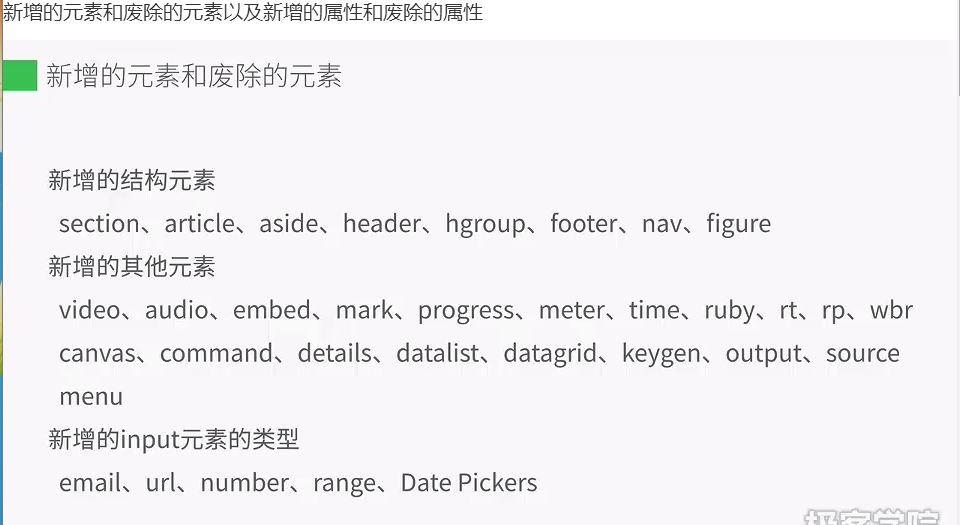 新增的元素和废除的元素以及新增的属性和废除的属性
新增的元素和废除的元素
新增的结构元素
section、article、aside、header、hgroup、footer、nav、figure
新增的其他元素
video、audio、embed、mark、progress、meter、time、ruby、rt、rp、wbr
canvas、command、details、datalist、datagrid、keygen、output、source
menu
新增的input元素的类型
email、url、number、range、Date Pickers
极客学院